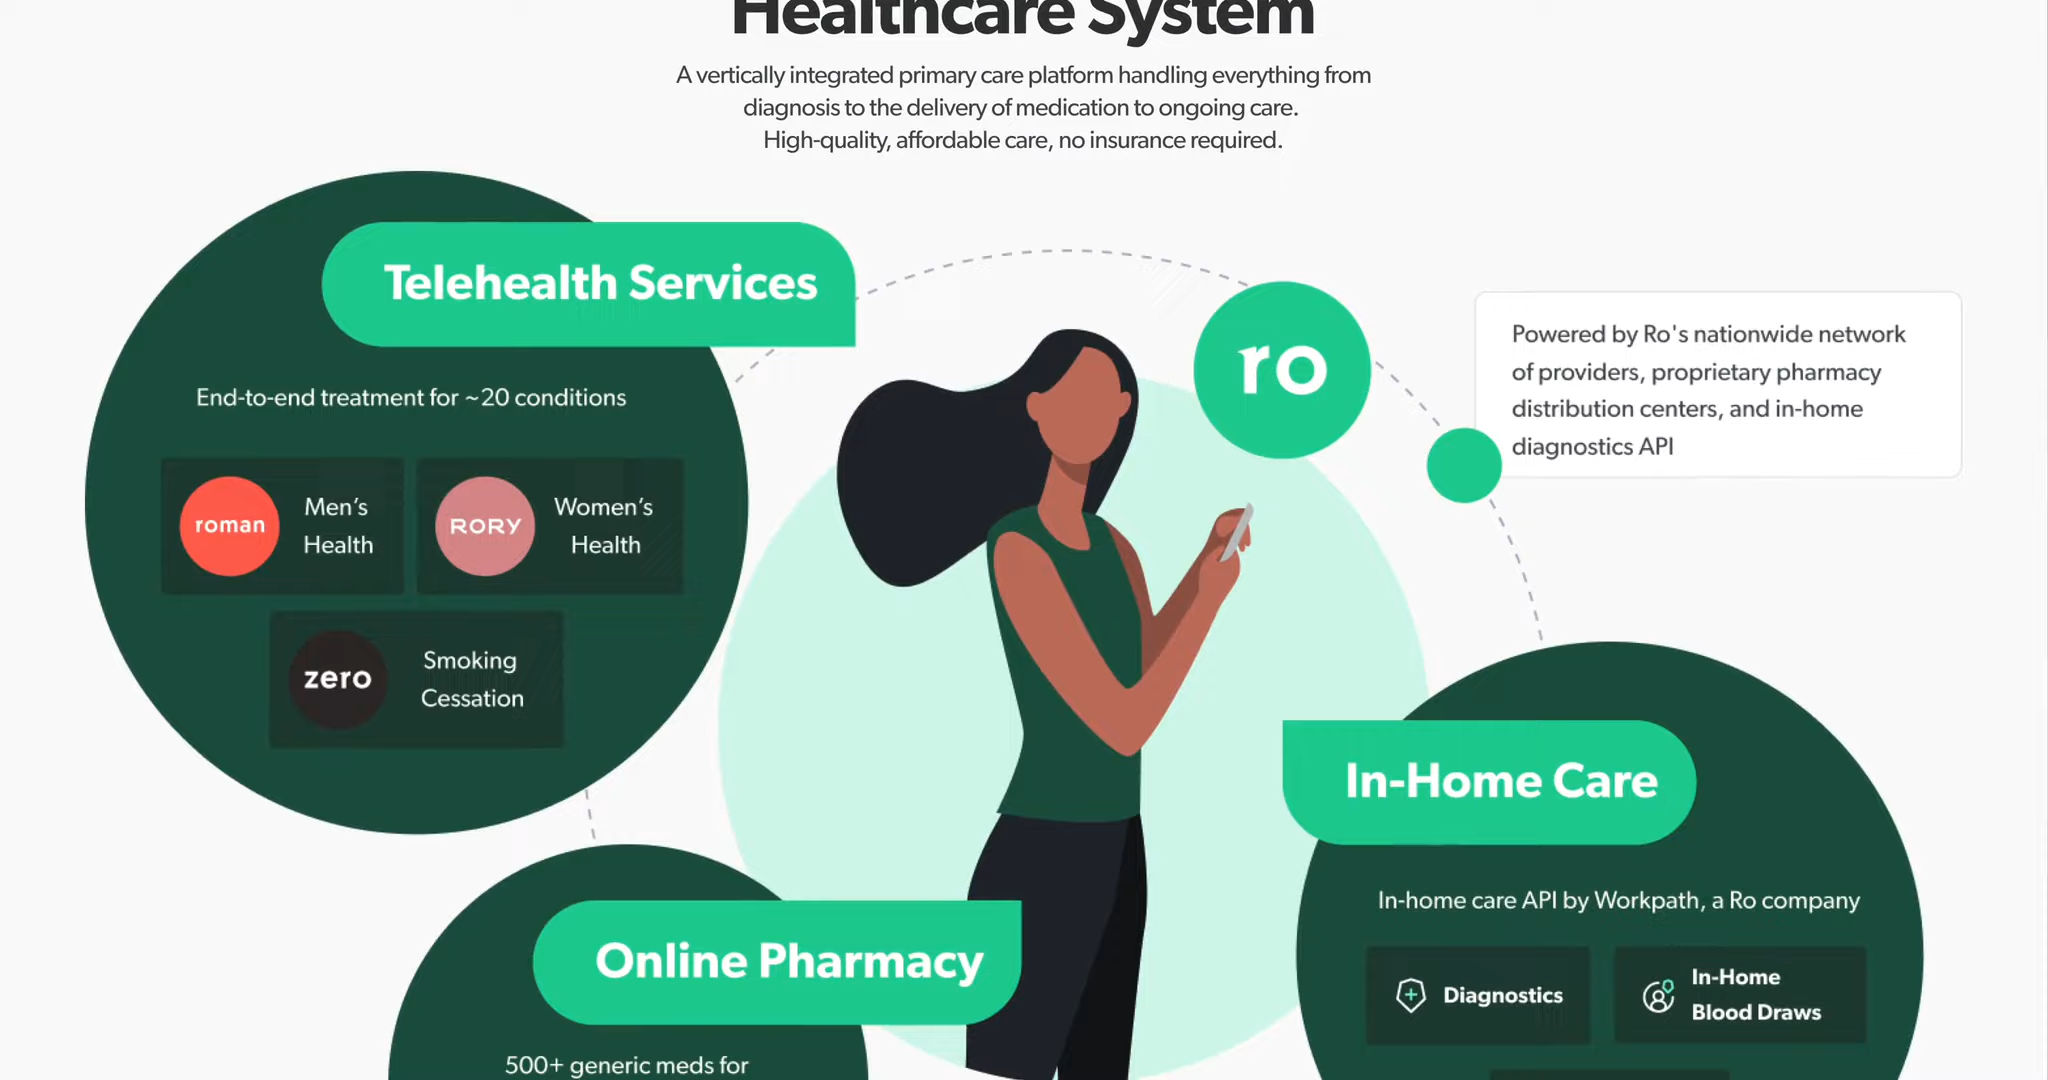 Healthcare System
A vertically integrated primary care platform handling everything from
diagnosis to the delivery of medication to ongoing care.
High-quality, affordable care, no insurance required.
Telehealth Services
End-to-end treatment for ~20 conditions
roman
Men's
Health
RORY
Women's
Health
zero
Smoking
Cessation
ro
Powered by Ro's nationwide network
of providers, proprietary pharmacy
distribution centers, and in-home
diagnostics API
In-Home Care
In-home care API by Workpath, a Ro company
Diagnostics
In-Home
Blood Draws
Online Pharmacy
500+ generic meds for